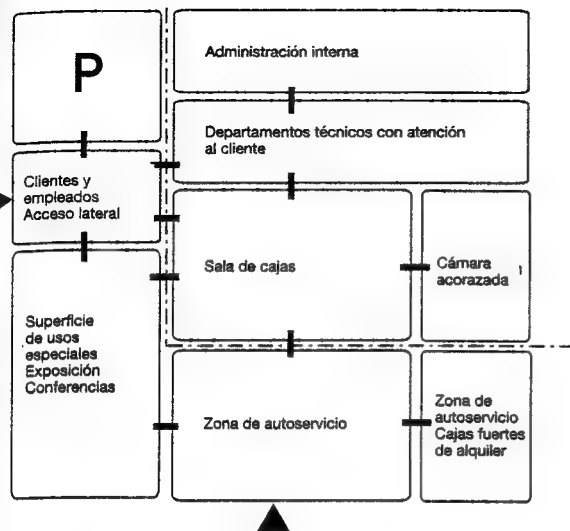 P
Administración interna
Departamentos técnicos con atención
al cliente
Clientes y
empleados
Acceso lateral
Sala de cajas
Cámara
acorazada
Superficie
de usos
especiales
Exposición
Conferencias
Zona de autoservicio
Zona de
autoservicio
Cajas fuertes
de alquiler